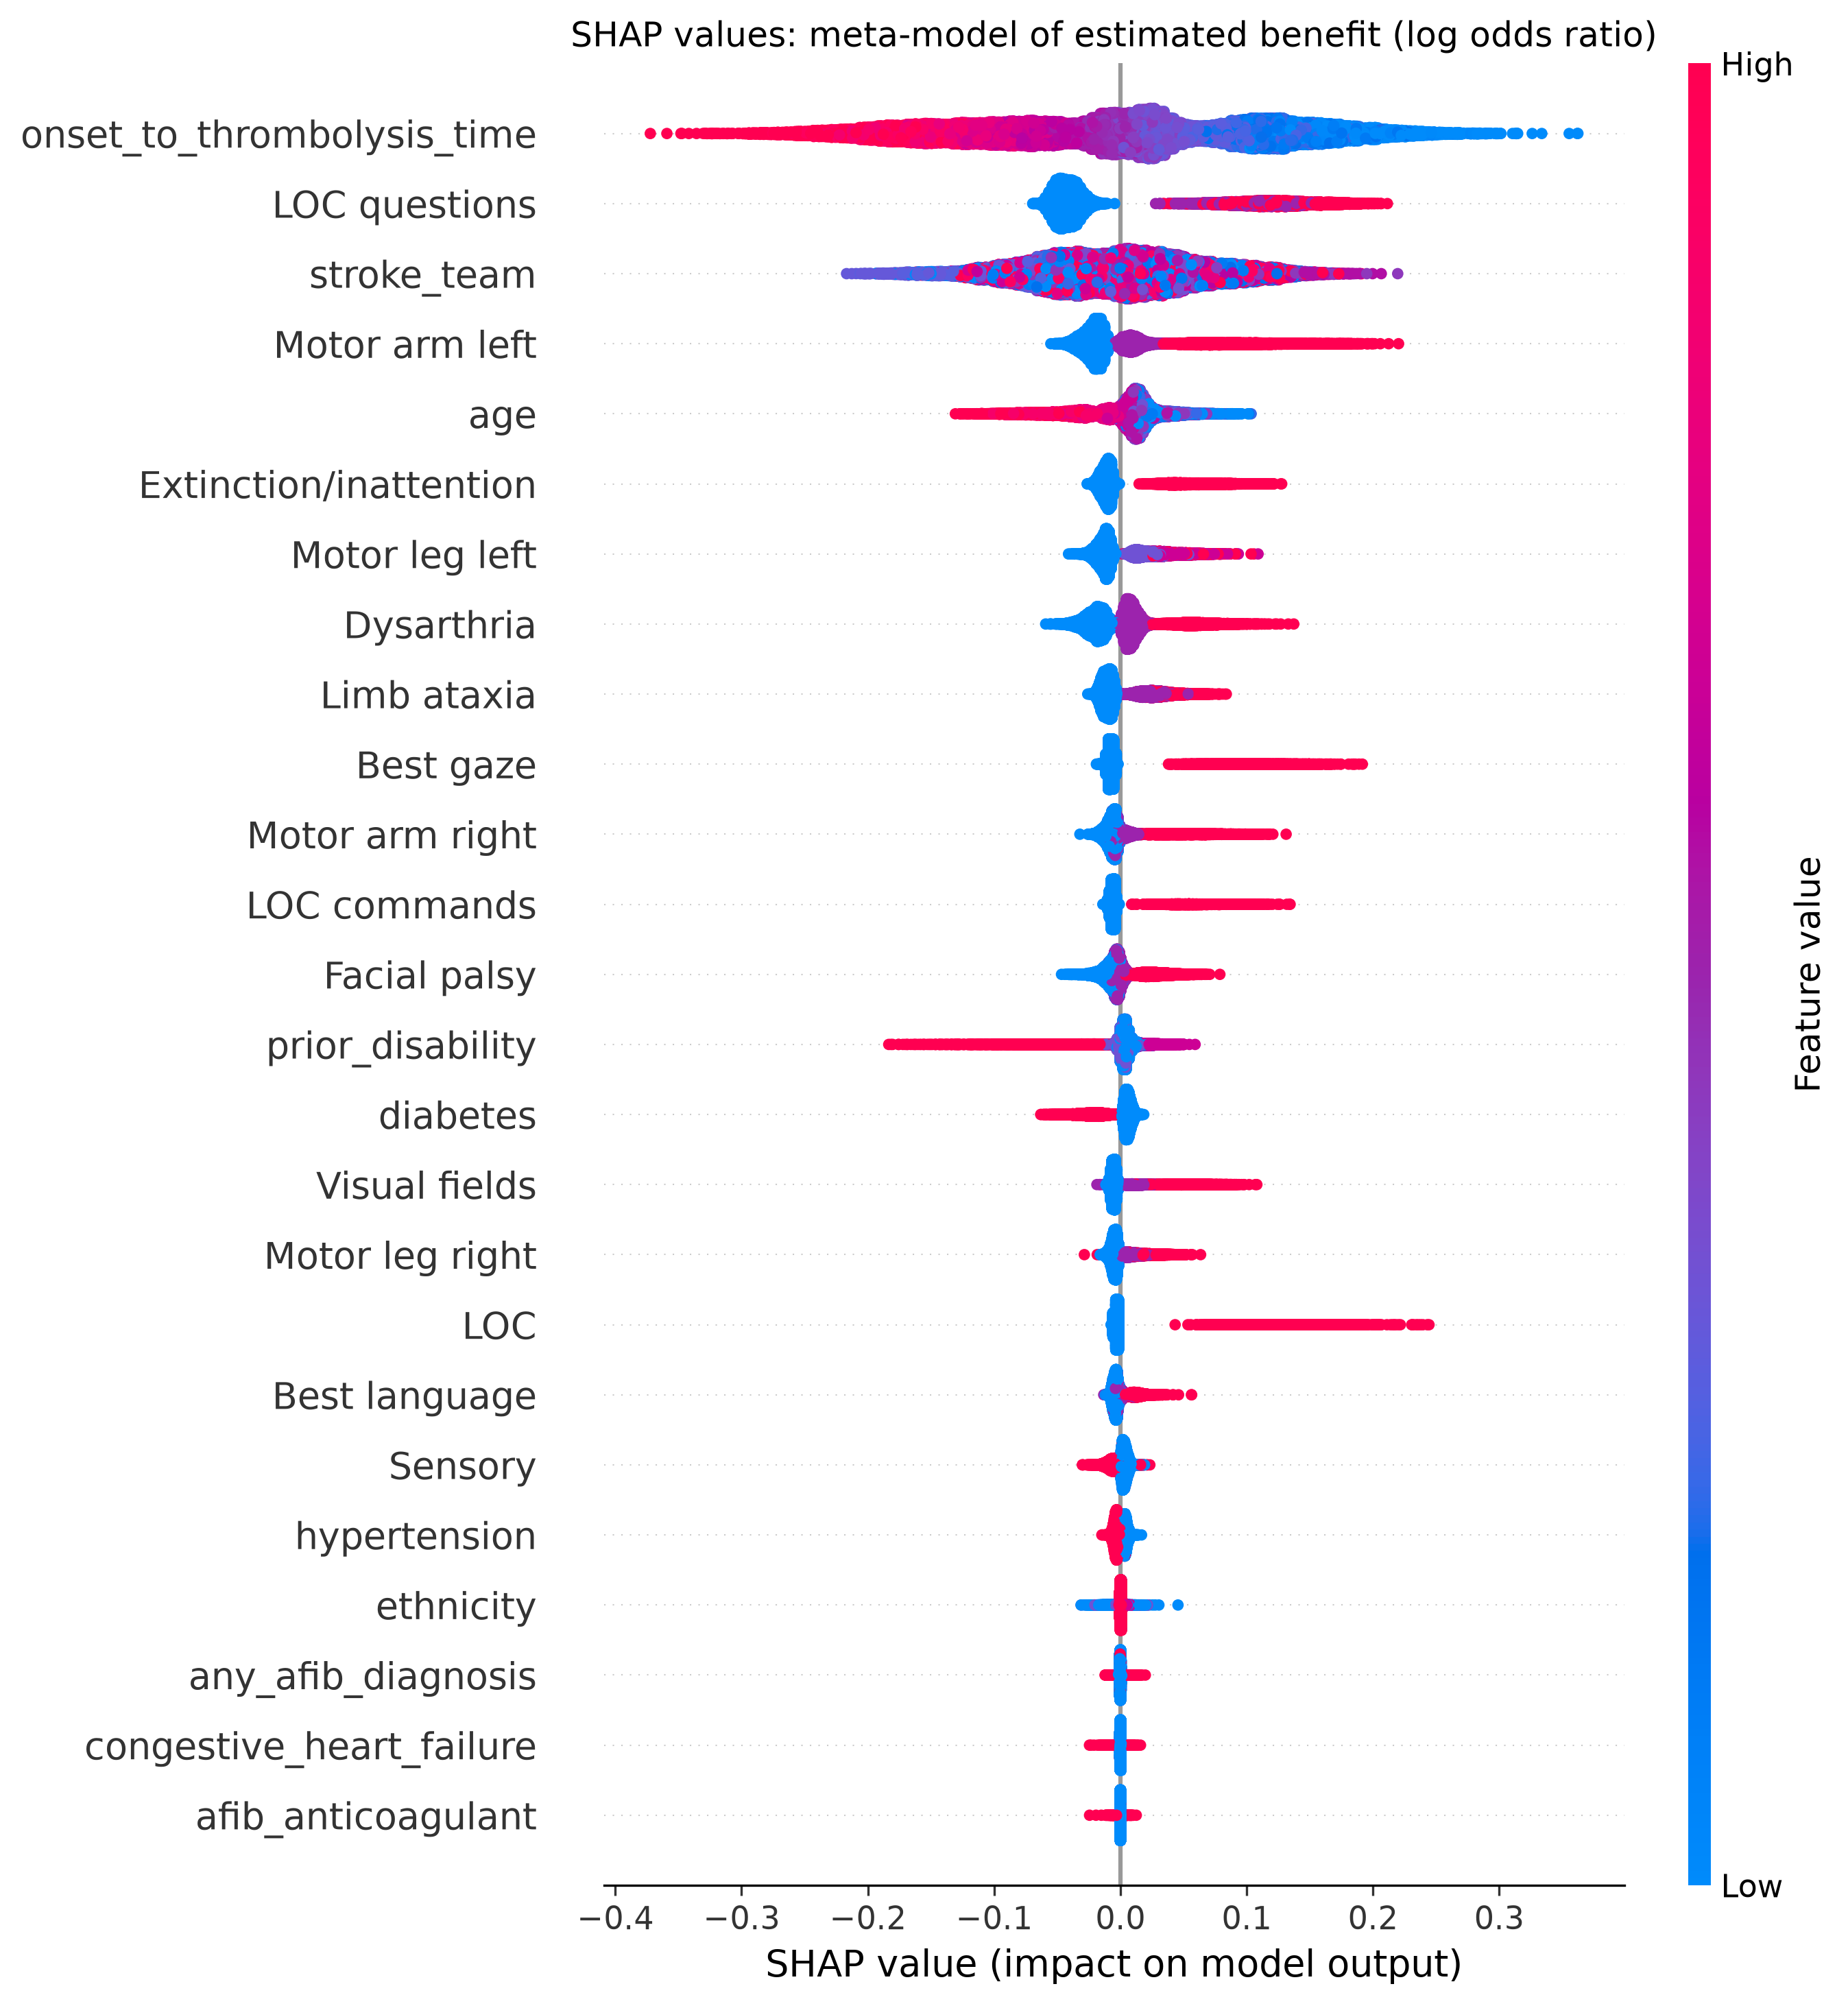 SHAP values: meta-model of estimated benefit (log odds ratio)
High
onset_to_thrombolysis_time
LOC questions
stroke_team
Motor arm left
age
Extinction/inattention
Motor leg left
Dysarthria
Limb ataxia
Best gaze
Motor arm right
LOC commands
Facial palsy
prior_disability
diabetes
Visual fields
Motor leg right
LOC
Best language
Sensory
hypertension
ethnicity
any_afib_diagnosis
congestive_heart_failure
afib_anticoagulant
Feature value
Low
−0.4 −0.3 −0.2 −0.1 0.0 0.1 0.2 0.3
SHAP value (impact on model output)